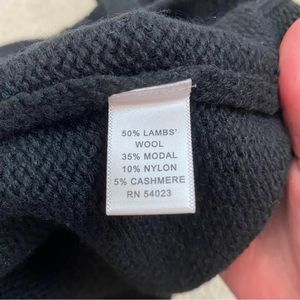 50% LAMBS'
WOOL
35% MODAL
10% NYLON
5% CASHMERE
RN 54023